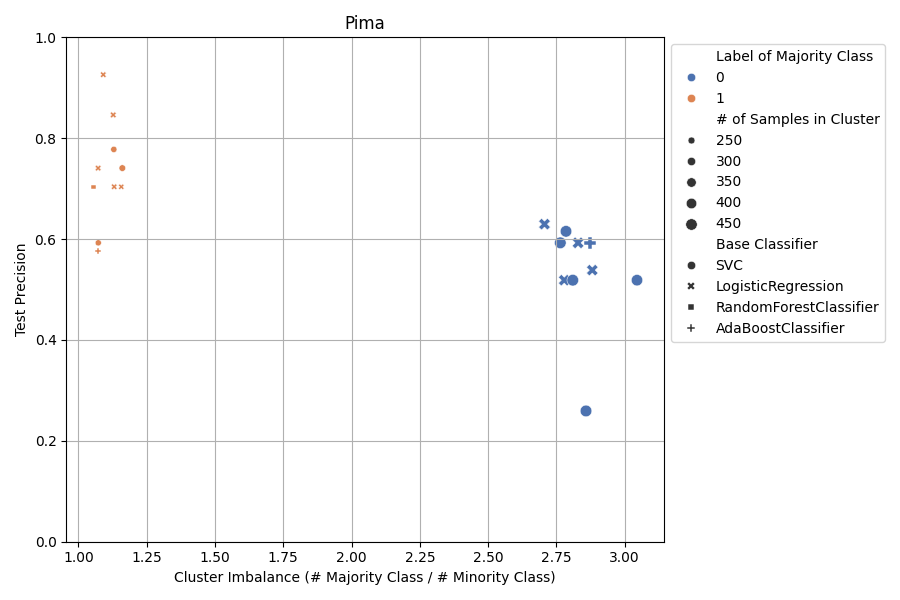 Pima
1.0
0.8
0.6
0.4
0.2
0.0
Test Precision
1.00
1.25
1.50
1.75
2.00
2.25
2.50
2.75
3.00
Cluster Imbalance (# Majority Class / # Minority Class)
Label of Majority Class
0
1
# of Samples in Cluster
250
300
350
400
450
Base Classifier
SVC
LogisticRegression
RandomForestClassifier
AdaBoostClassifier